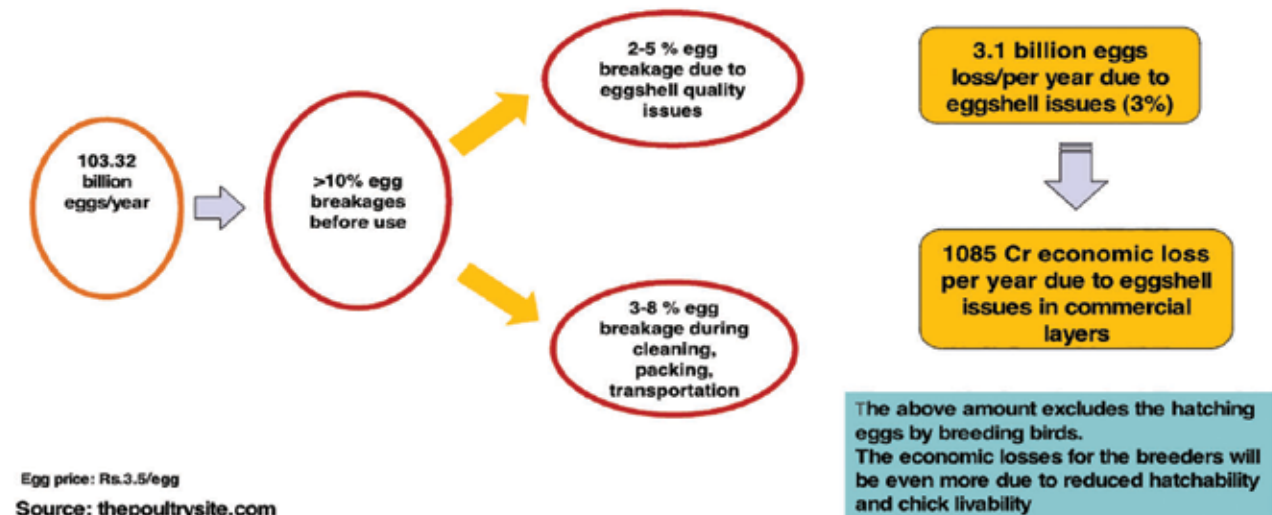 103.32
billion
eggs/year
>10% egg
breakages
before use
2-5 % egg
breakage due to
eggshell quality
issues
3-8 % egg
breakage during
cleaning,
packing,
transportation
3.1 billion eggs
loss/per year due to
eggshell issues (3%)
1085 Cr economic loss
per year due to eggshell
issues in commercial
layers
The above amount excludes the hatching
eggs by breeding birds.
The economic losses for the breeders will
be even more due to reduced hatchability
and chick livability
Egg price: Rs.3.5/egg
Source: thepoultrysite.com